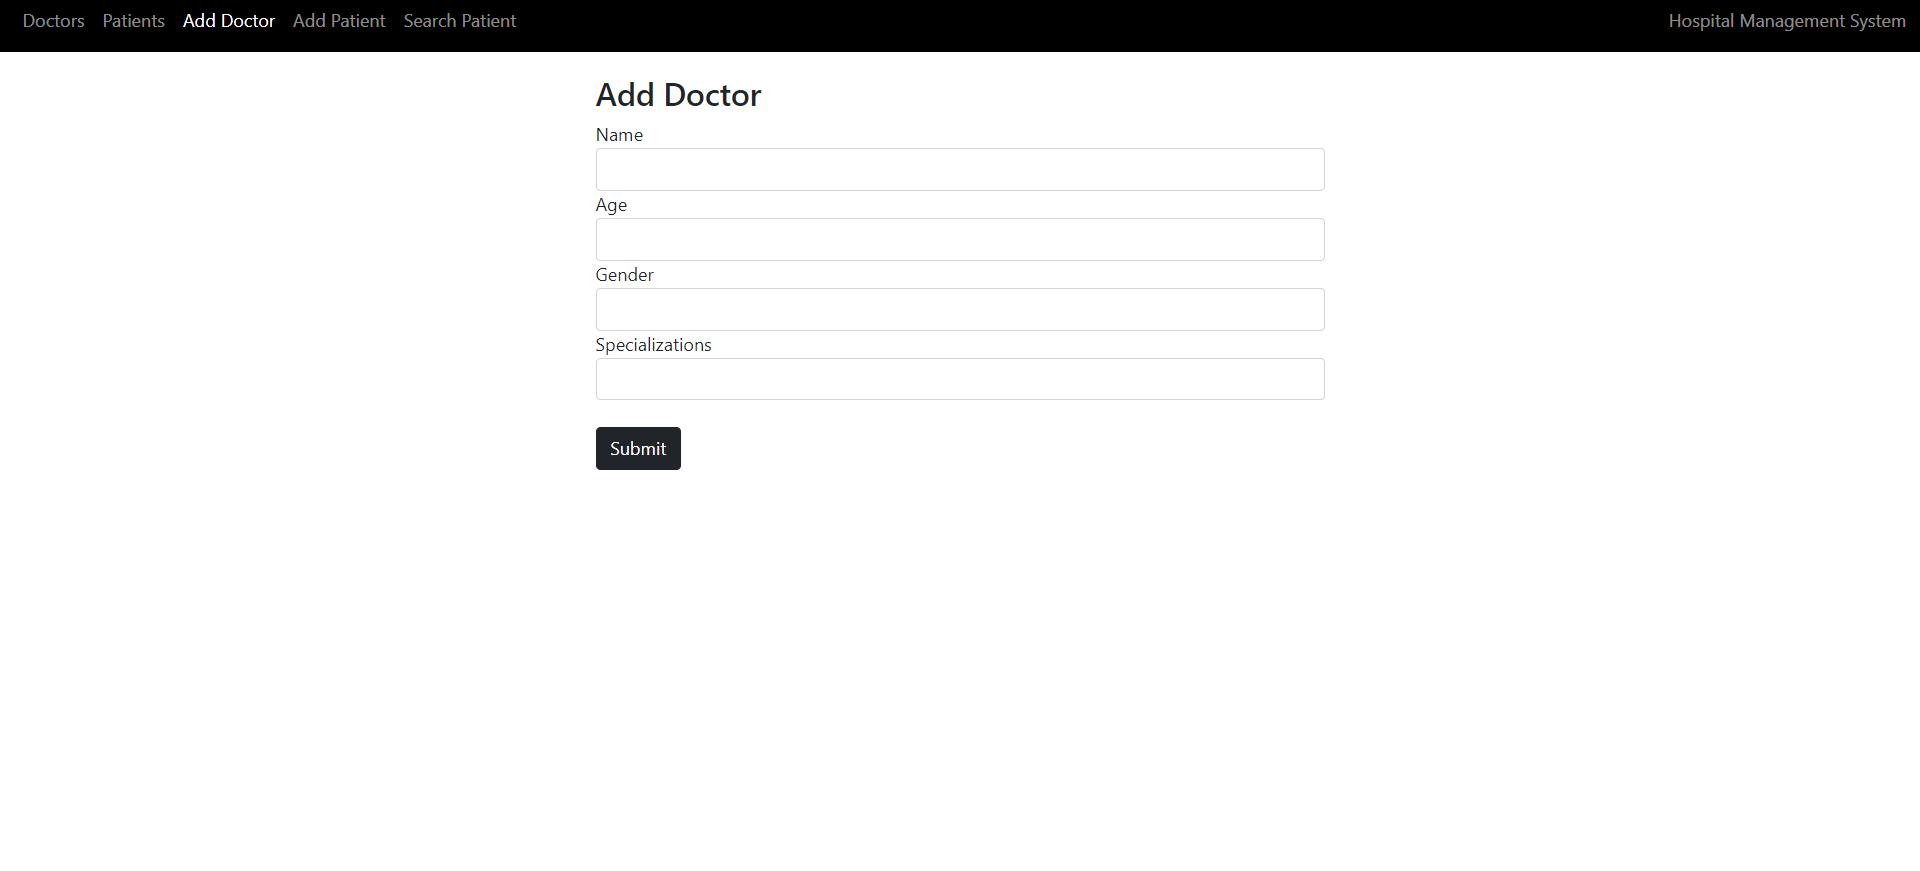 Doctors Patients Add Doctor Add Patient Search Patient Hospital Management System
Add Doctor
Name
Age
Gender
Specializations
Submit